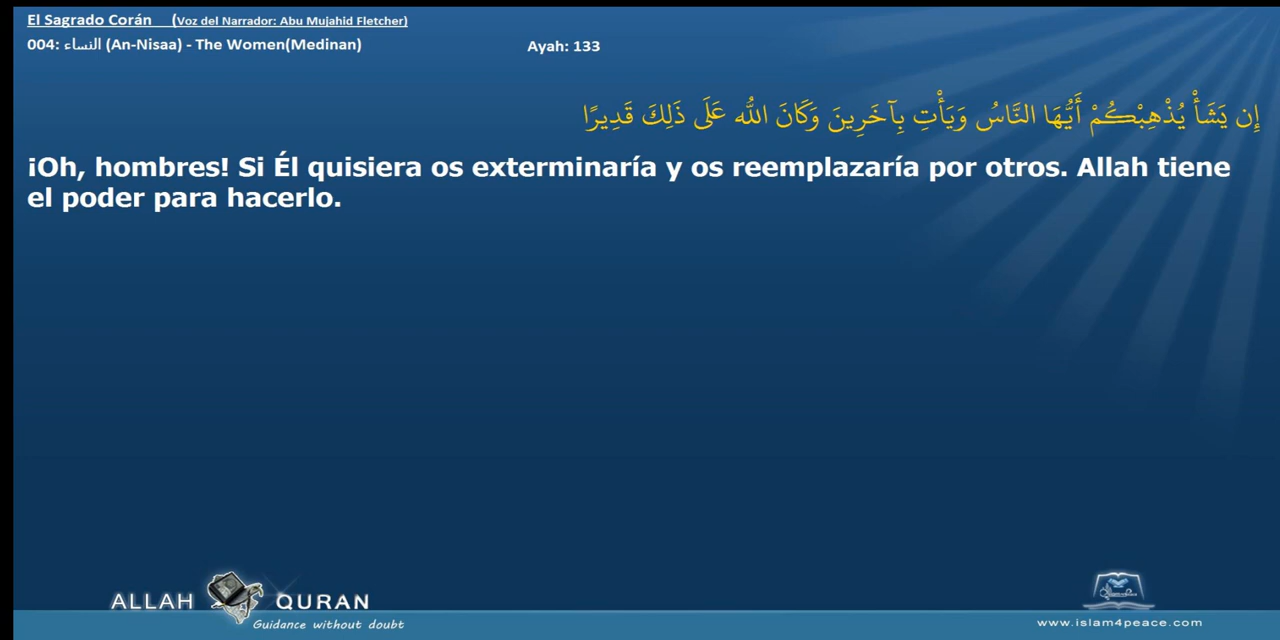 El Sagrado Corán (Voz del Narrador: Abu Mujahid Fletcher)
004: النساء (An-Nisaa) - The Women(Medinan) Ayah: 133
إِن يَشَأْ يُذْهِبْكُمْ أَيُّهَا النَّاسُ وَيَأْتِ بِآخَرِينَ وَكَانَ اللّٰهُ عَلَى ذَلِكَ قَدِيرًا
¡Oh, hombres! Si Él quisiera os exterminaría y os reemplazaría por otros. Allah tiene
el poder para hacerlo.
ALLAH QURAN
Guidance without doubt
www.islam4peace.com